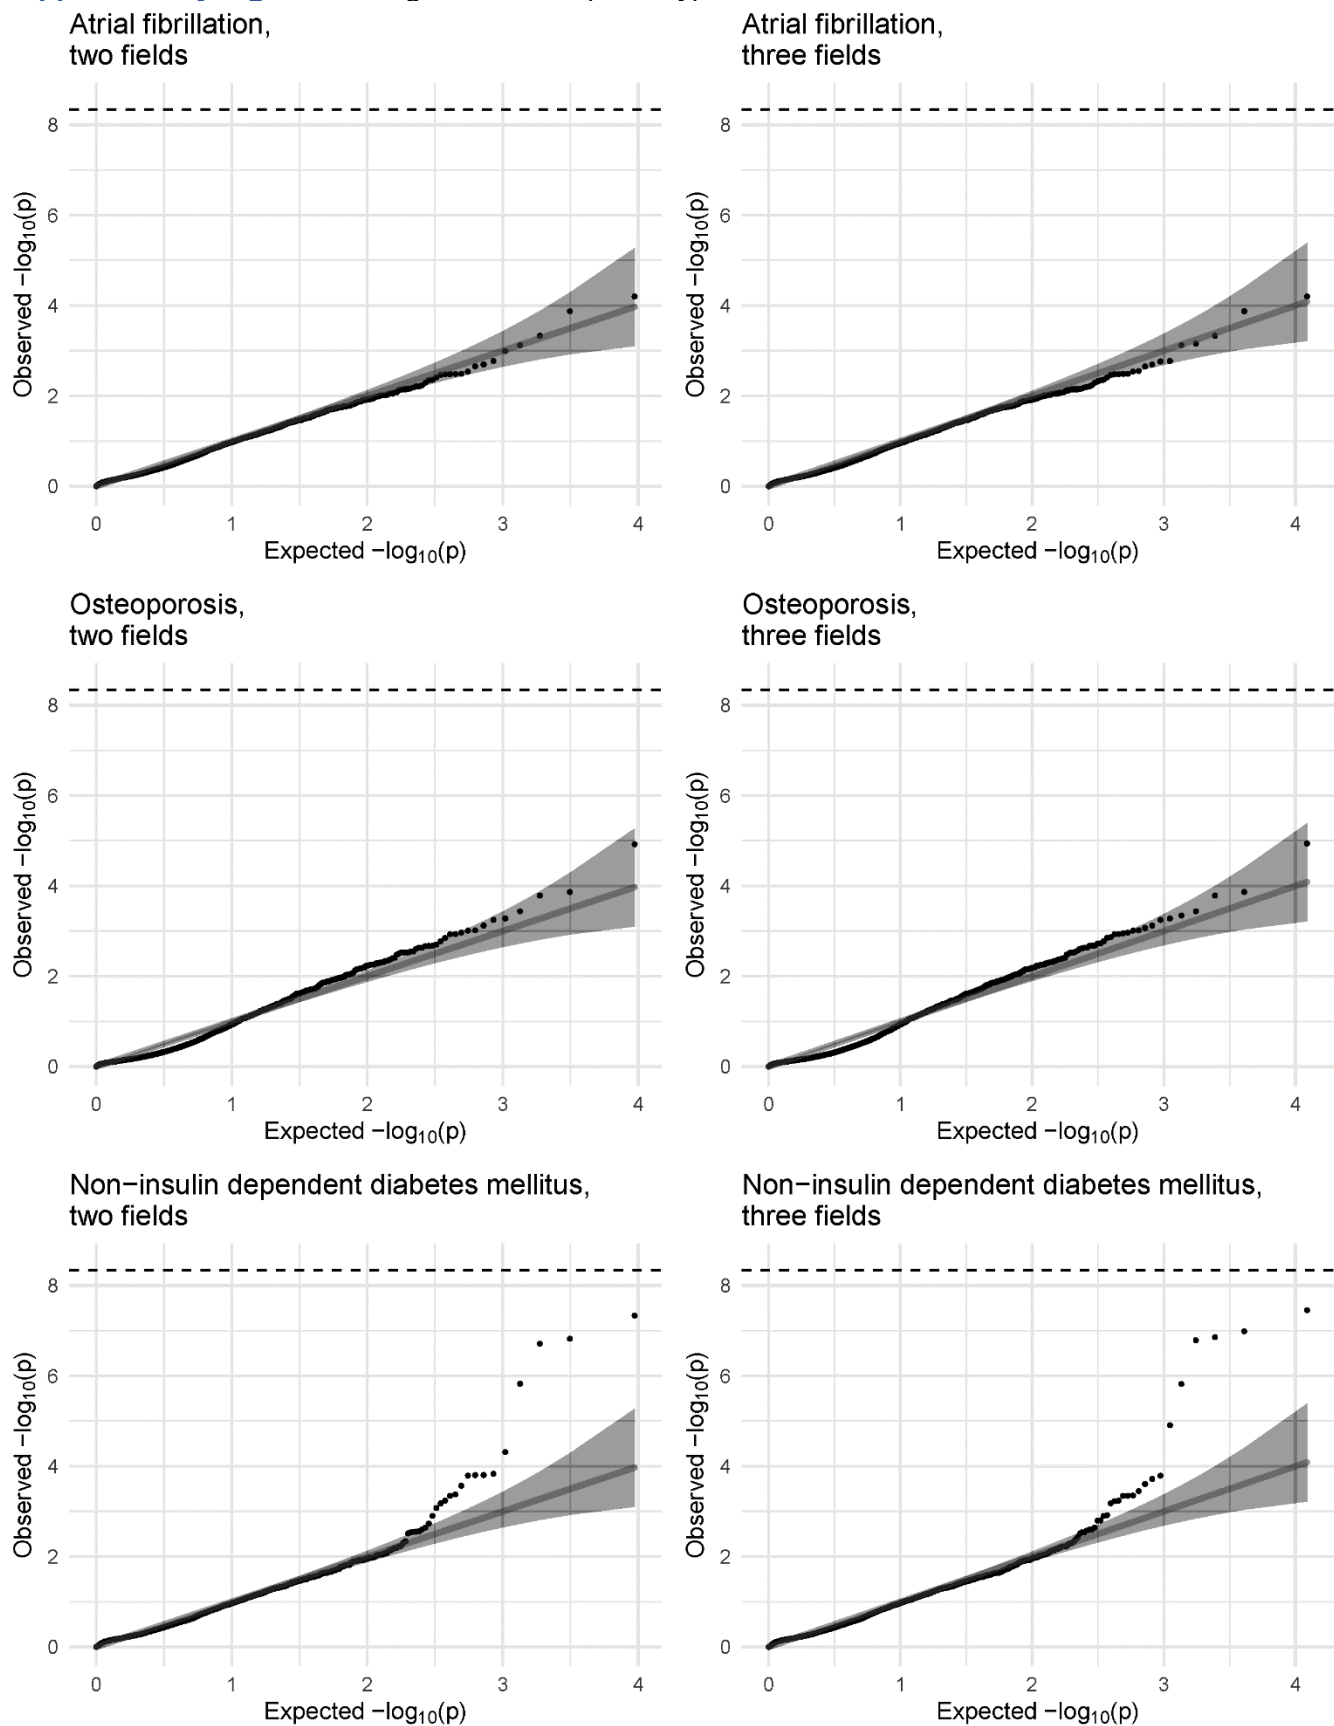 Atrial fibrillation,
two fields
8
6
4
2
0
Observed −log10(p)
0 1 2 3 4
Expected −log10(p)
Atrial fibrillation,
three fields
8
6
4
2
0
Observed −log10(p)
0 1 2 3 4
Expected −log10(p)
Osteoporosis,
two fields
8
6
4
2
0
Observed −log10(p)
0 1 2 3 4
Expected −log10(p)
Osteoporosis,
three fields
8
6
4
2
0
Observed −log10(p)
0 1 2 3 4
Expected −log10(p)
Non−insulin dependent diabetes mellitus,
two fields
8
6
4
2
0
Observed −log10(p)
0 1 2 3 4
Expected −log10(p)
Non−insulin dependent diabetes mellitus,
three fields
8
6
4
2
0
Observed −log10(p)
0 1 2 3 4
Expected −log10(p)